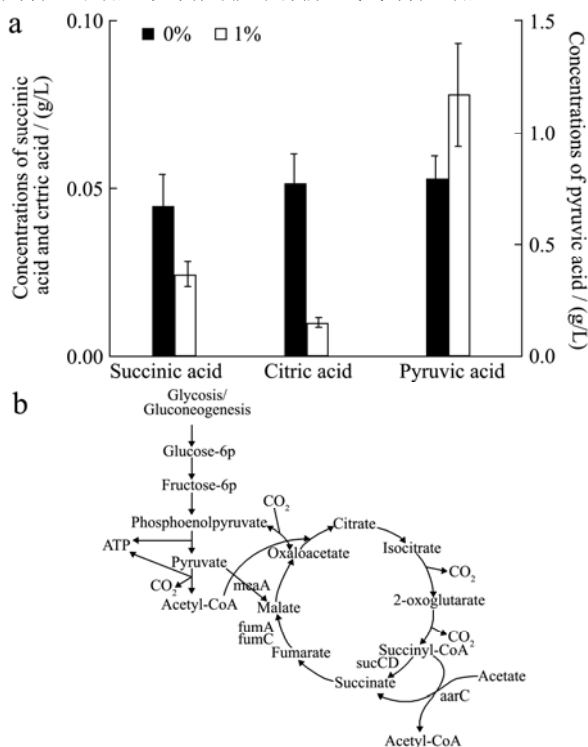 a
0.10
0.05
0.00
Concentrations of succinic
acid and crtric acid / (g/L)
0%
1%
1.5
1.0
0.5
0.0
Concentrations
of pyruvic acid / (g/L)
Succinic acid
Citric acid
Pyruvic acid
b
Glycosis/
Gluconeogenesis
Glucose-6p
Fructose-6p
Phosphoenolpyruvate
CO2
ATP
Pyruvate
CO2
Acetyl-CoA
meaA
Oxaloacetate
Citrate
Isocitrate
CO2
2-oxoglutarate
CO2
Succinyl-CoA
sucCD
Succinate
Fumarate
fumA
fumC
Malate
Acetate
aarC
Acetyl-CoA